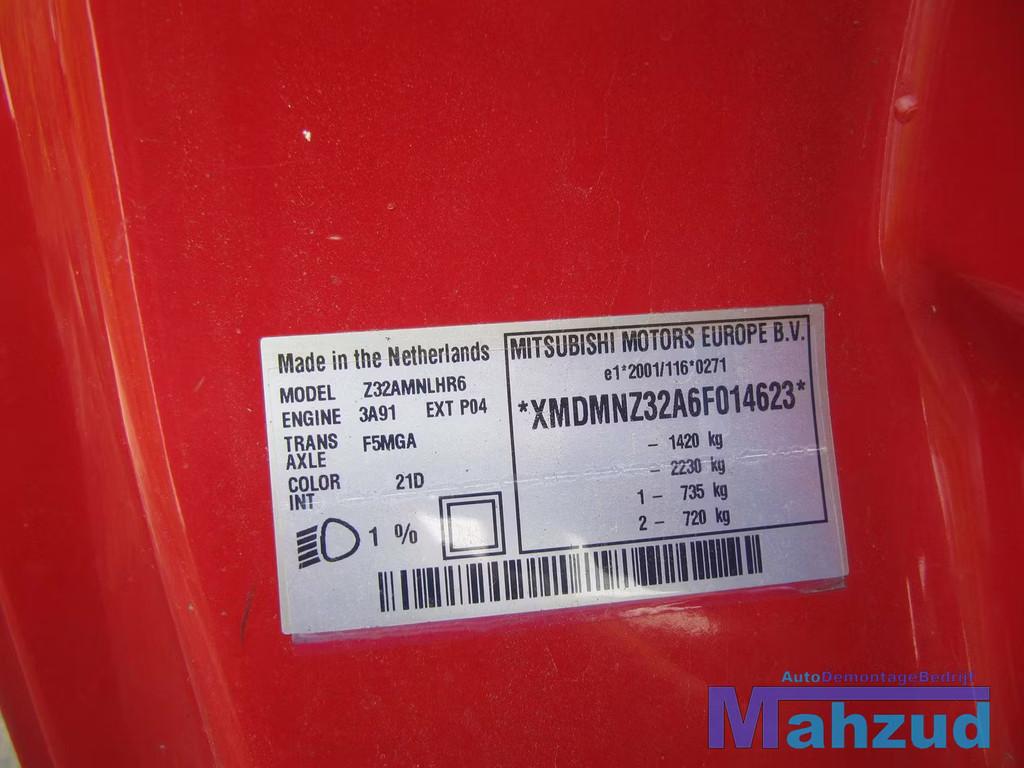 Made in the Netherlands
MODEL Z32AMNLHR6
ENGINE 3A91 EXT P04
TRANS F5MGA
AXLE
COLOR 21D
INT
1 %
MITSUBISHI MOTORS EUROPE B.V.
e1*2001/116*0271
*XMDMNZ32A6F014623*
- 1420 kg
- 2230 kg
1 - 735 kg
2 - 720 kg
AutoDemontageBedrijf
Mahzud